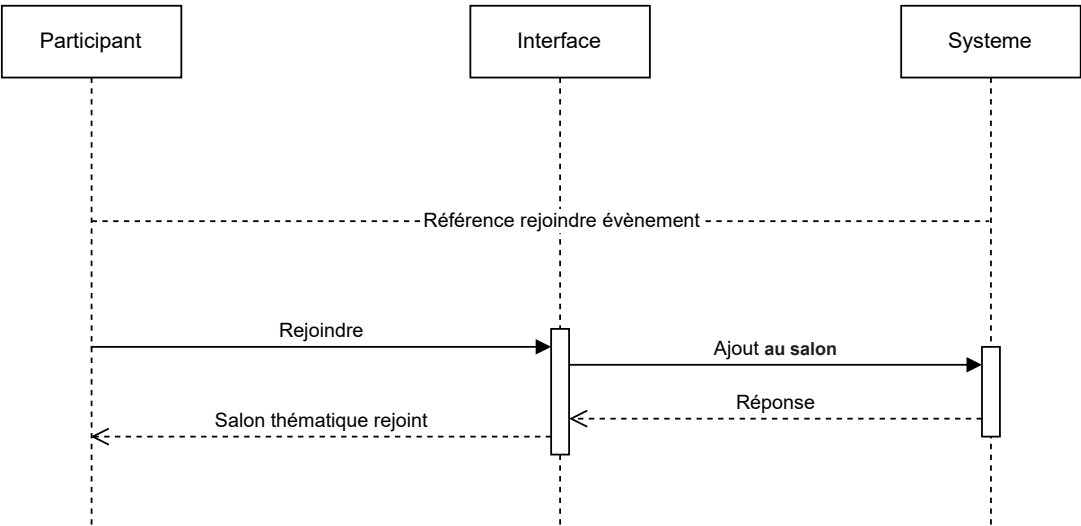 Participant
Interface
Systeme
Référence rejoindre évènement
Rejoindre
Ajout au salon
Réponse
Salon thématique rejoint